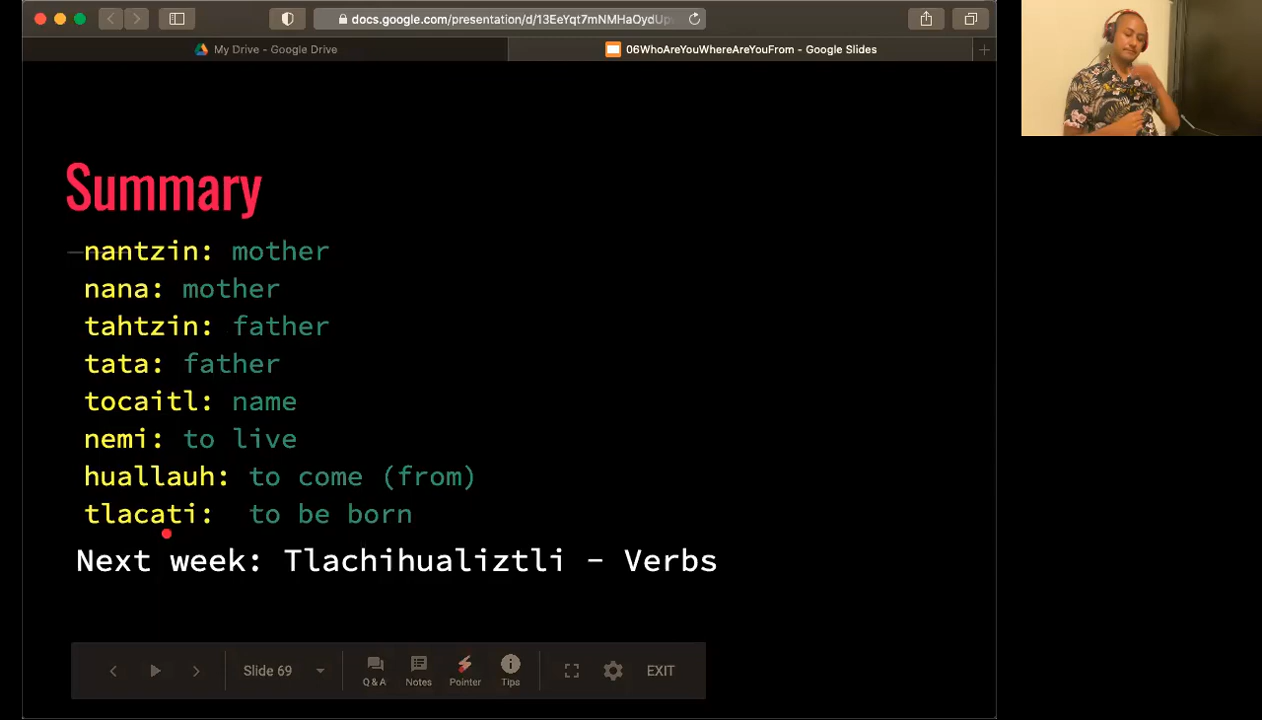 docs.google.com/presentation/d/13EeYqt7mNMHaOydUp
My Drive - Google Drive
06WhoAreYouWhereAreYouFrom - Google Slides
Summary
nantzin: mother
nana: mother
tahtzin: father
tata: father
tocaitl: name
nemi: to live
huallauh: to come (from)
tlacati: to be born
Next week: Tlachihualiztli - Verbs
Slide 69
Q & A
Notes
Pointer
Tips
EXIT